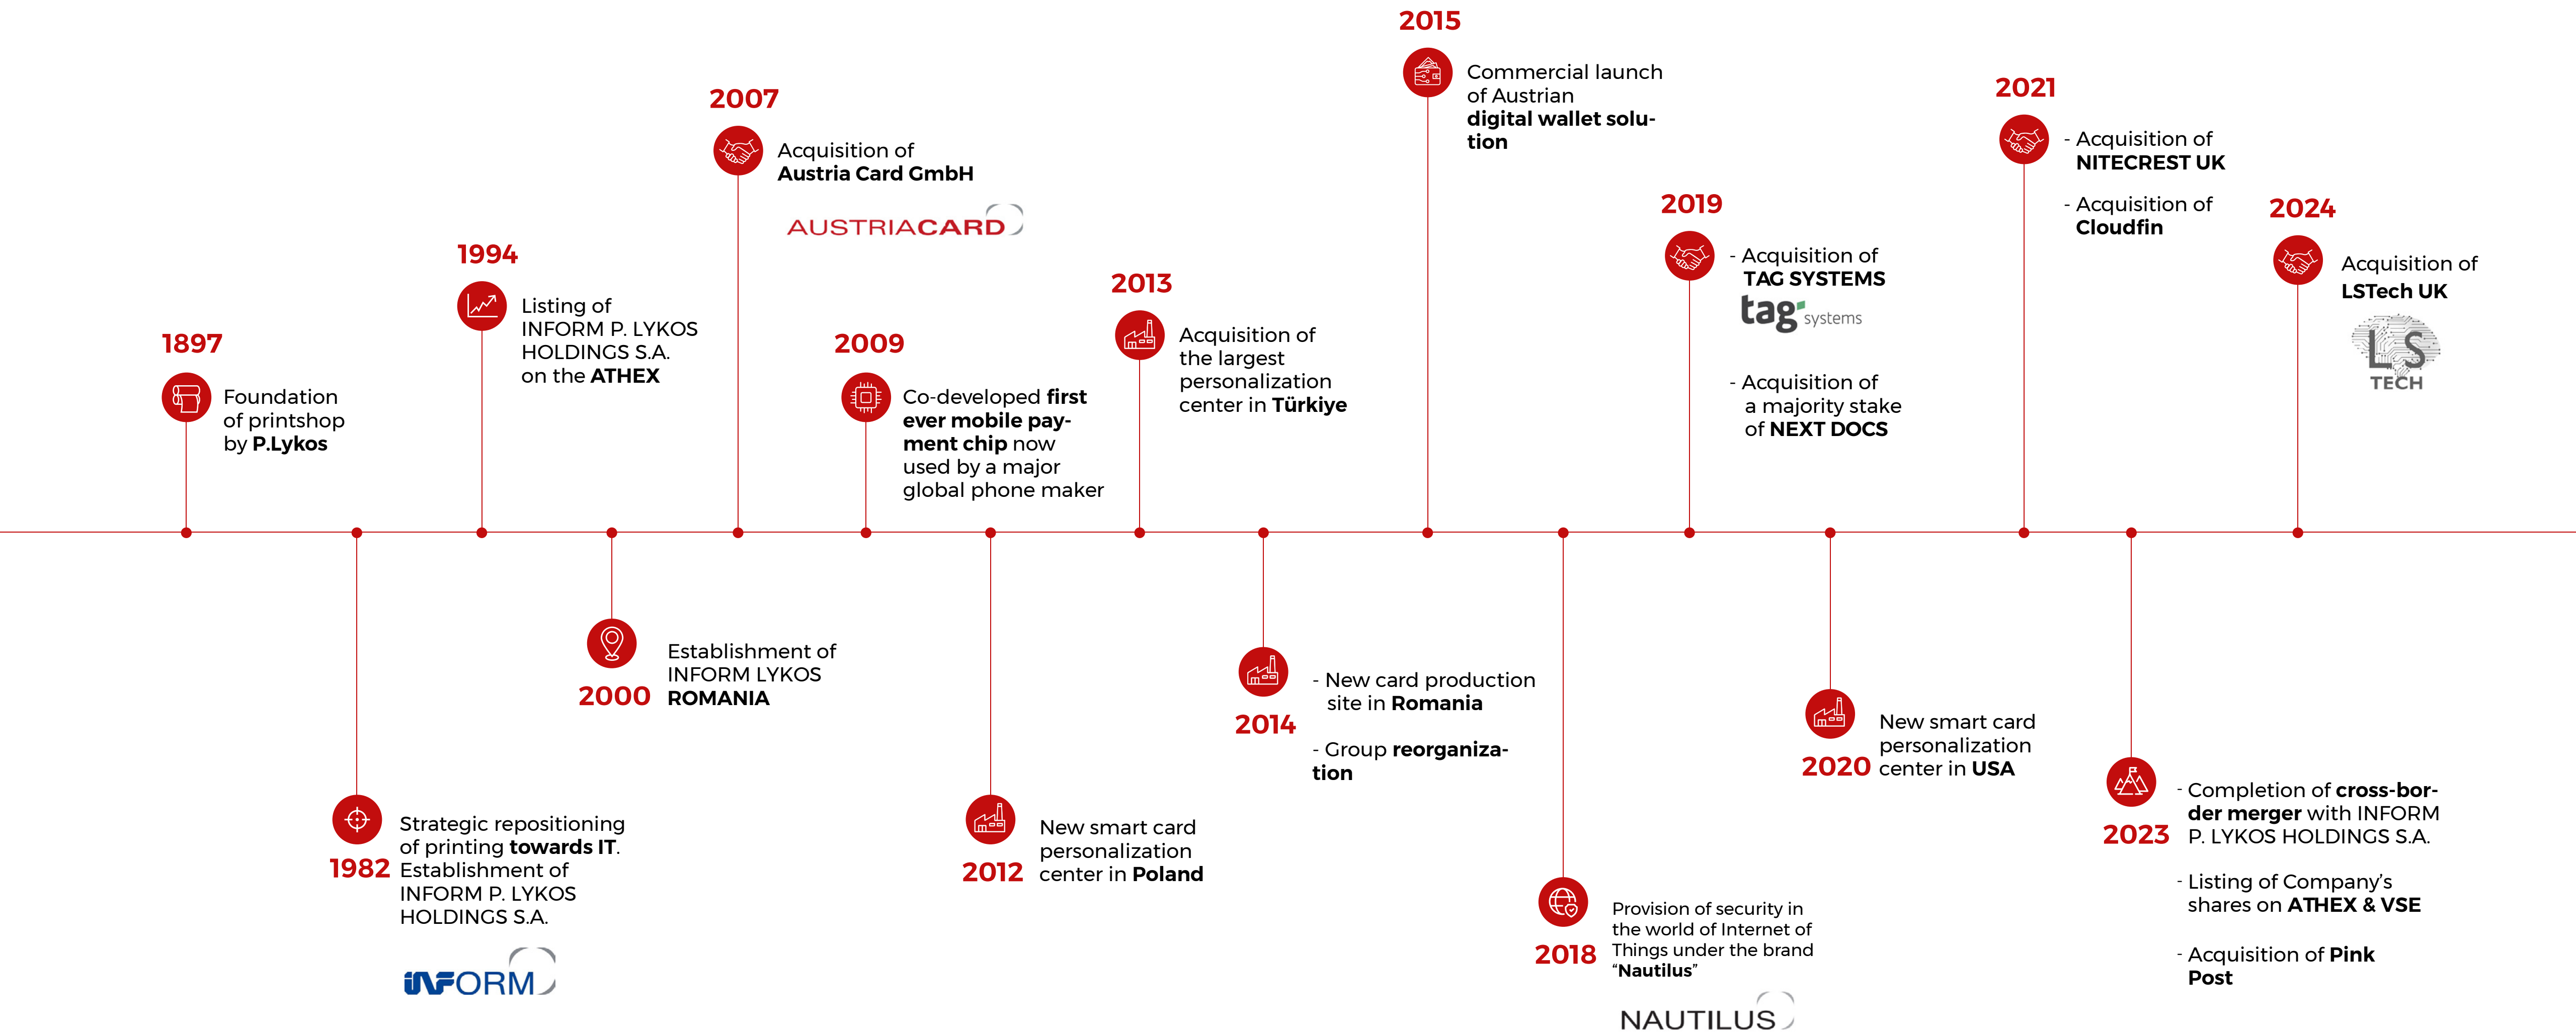 1897
Foundation
of printshop
by P.Lykos
1982
Strategic repositioning
of printing towards IT.
Establishment of
INFORM P. LYKOS
HOLDINGS S.A.
INFORM
1994
Listing of
INFORM P. LYKOS
HOLDINGS S.A.
on the ATHEX
2000
Establishment of
INFORM LYKOS
ROMANIA
2007
Acquisition of
Austria Card GmbH
AUSTRIACARD
2009
Co-developed first
ever mobile pay-
ment chip now
used by a major
global phone maker
2012
New smart card
personalization
center in Poland
2013
Acquisition of
the largest
personalization
center in Türkiye
2014
- New card production
site in Romania
- Group reorganiza-
tion
2015
Commercial launch
of Austrian
digital wallet solu-
tion
2018
Provision of security in
the world of Internet of
Things under the brand
“Nautilus”
NAUTILUS
2019
- Acquisition of
TAG SYSTEMS
tag systems
- Acquisition of
a majority stake
of NEXT DOCS
2020
New smart card
personalization
center in USA
2021
- Acquisition of
NITECREST UK
- Acquisition of
Cloudfin
2023
- Completion of cross-bor-
der merger with INFORM
P. LYKOS HOLDINGS S.A.
- Listing of Company’s
shares on ATHEX & VSE
- Acquisition of Pink
Post
2024
Acquisition of
LSTech UK
LS
TECH